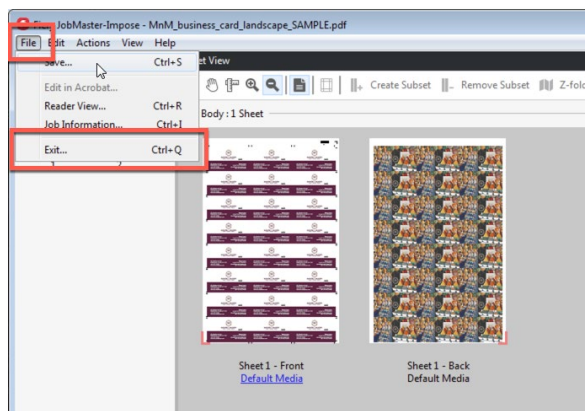 JobMaster-Impose - MnM_business_card_landscape_SAMPLE.pdf
File Edit Actions View Help
Save... Ctrl+S
et View
Edit in Acrobat...
Create Subset Remove Subset Z-fold
Reader View... Ctrl+R
Body : 1 Sheet
Job Information... Ctrl+I
Exit... Ctrl+Q
Sheet 1 - Front Sheet 1 - Back
Default Media Default Media